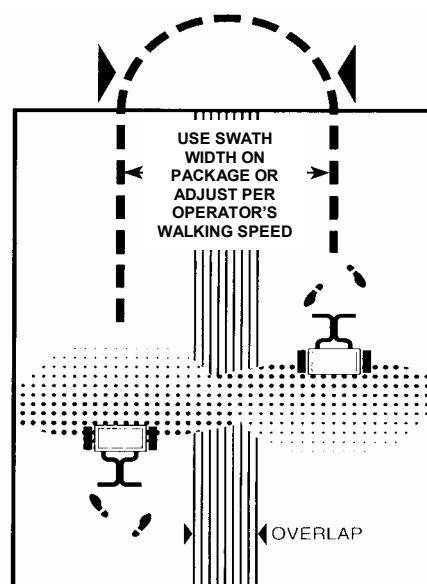 USE SWATH
WIDTH ON
PACKAGE OR
ADJUST PER
OPERATOR'S
WALKING SPEED
OVERLAP